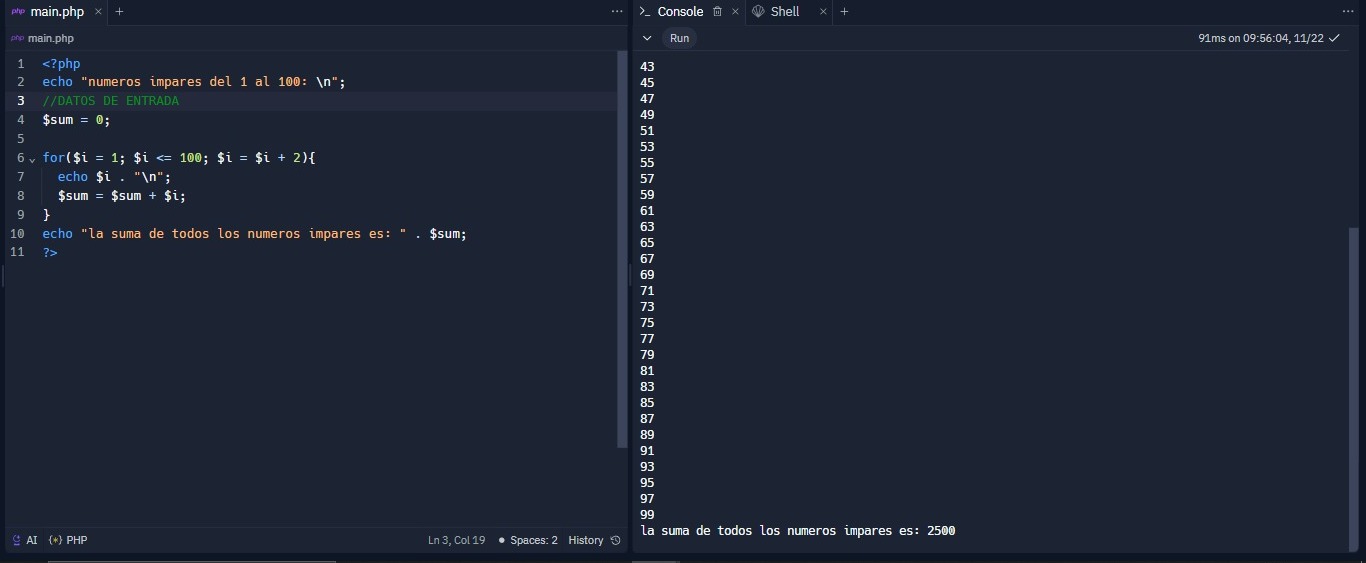 php main.php × +
php main.php
1 <?php
2 echo "numeros impares del 1 al 100: \n";
3 //DATOS DE ENTRADA
4 $sum = 0;
5
6 for($i = 1; $i <= 100; $i = $i + 2){
7 echo $i . "\n";
8 $sum = $sum + $i;
9 }
10 echo "la suma de todos los numeros impares es: " . $sum;
11 ?>
AI {*} PHP
Ln 3, Col 19 • Spaces: 2 History
>_ Console × Shell × +
Run 91ms on 09:56:04, 11/22 ✓
43
45
47
49
51
53
55
57
59
61
63
65
67
69
71
73
75
77
79
81
83
85
87
89
91
93
95
97
99
la suma de todos los numeros impares es: 2500